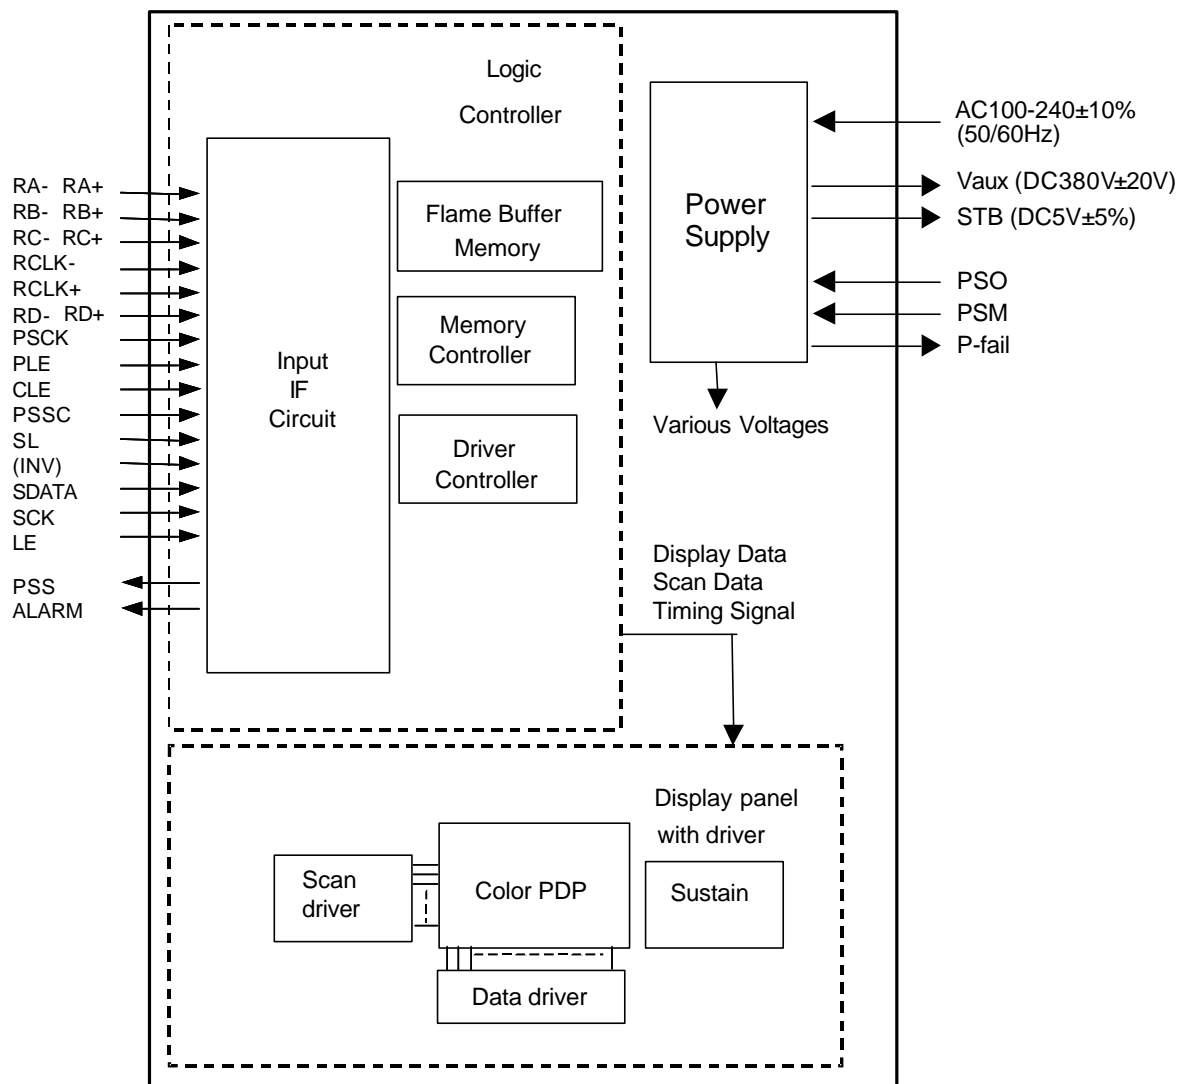 Logic
Controller
RA- RA+
RB- RB+
RC- RC+
RCLK-
RCLK+
RD- RD+
PSCK
PLE
CLE
PSSC
SL
(INV)
SDATA
SCK
LE
PSS
ALARM
Input
IF
Circuit
Flame Buffer
Memory
Memory
Controller
Driver
Controller
Power
Supply
AC100-240±10%
(50/60Hz)
Vaux (DC380V±20V)
STB (DC5V±5%)
PSO
PSM
P-fail
Various Voltages
Display Data
Scan Data
Timing Signal
Display panel
with driver
Scan
driver
Color PDP
Sustain
Data driver